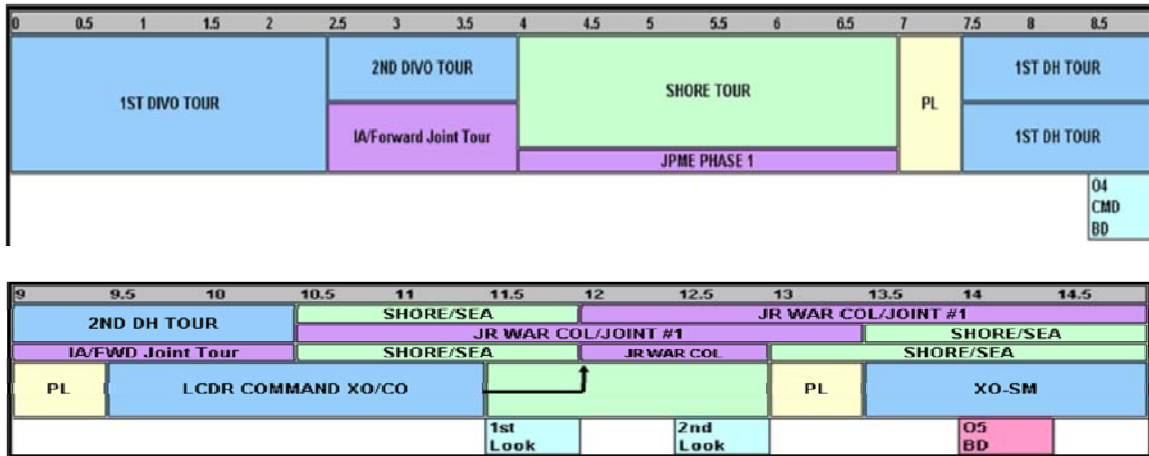 0 0.5 1 1.5 2 2.5 3 3.5 4 4.5 5 5.5 6 6.5 7 7.5 8 8.5
1ST DIVO TOUR
2ND DIVO TOUR
IA/Forward Joint Tour
SHORE TOUR
JPME PHASE 1
PL
1ST DH TOUR
1ST DH TOUR
O4
CMD
BD
9 9.5 10 10.5 11 11.5 12 12.5 13 13.5 14 14.5
2ND DH TOUR
SHORE/SEA
JR WAR COL/JOINT #1
JR WAR COL/JOINT #1
SHORE/SEA
IA/FWD Joint Tour
SHORE/SEA
JR WAR COL
SHORE/SEA
PL
LCDR COMMAND XO/CO
PL
XO-SM
1st
Look
2nd
Look
O5
BD